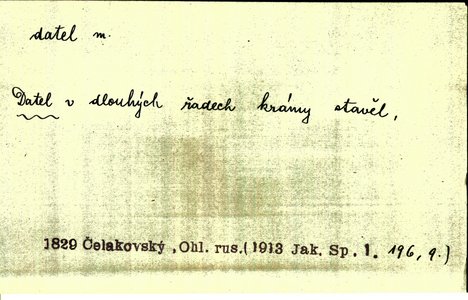 datel m.
Datel v dlouhých řadech krámy stavěl,
1829 Čelakovský, Ohl. rus. (1913 Jak. Sp. 1. 196, 9.)